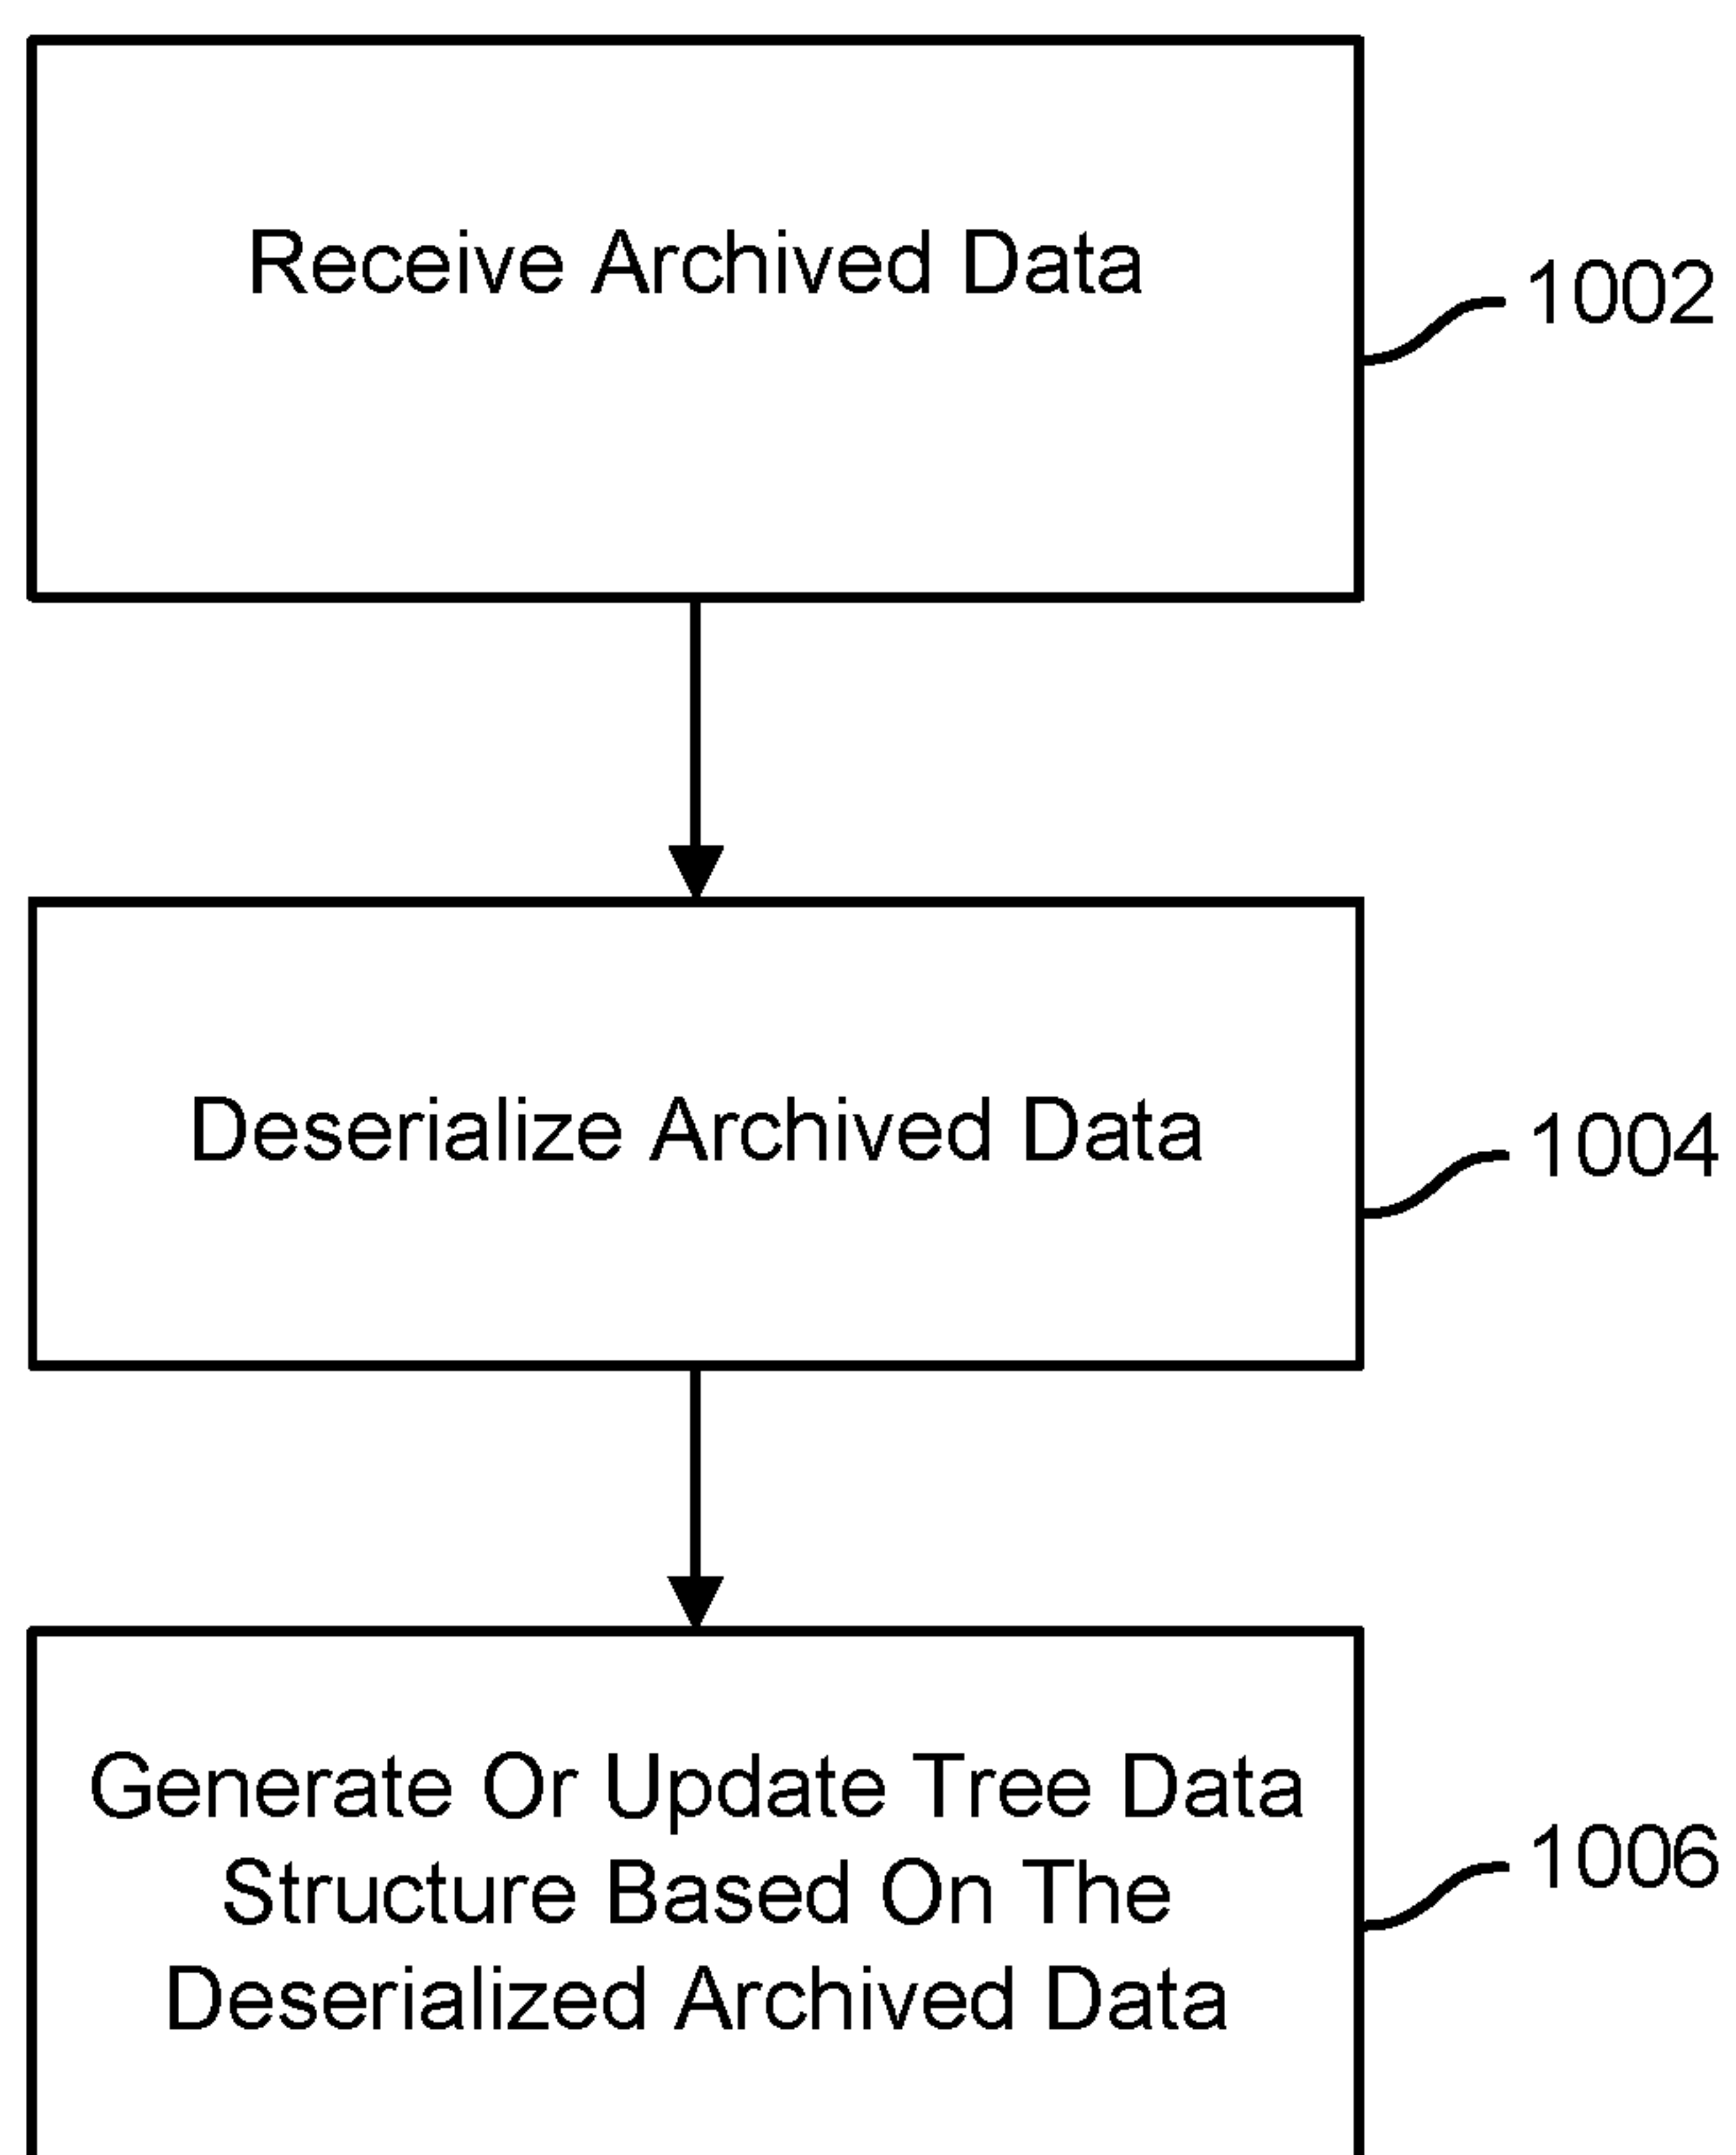 Receive Archived Data
1002
Deserialize Archived Data
1004
Generate Or Update Tree Data
Structure Based On The
Deserialized Archived Data
1006